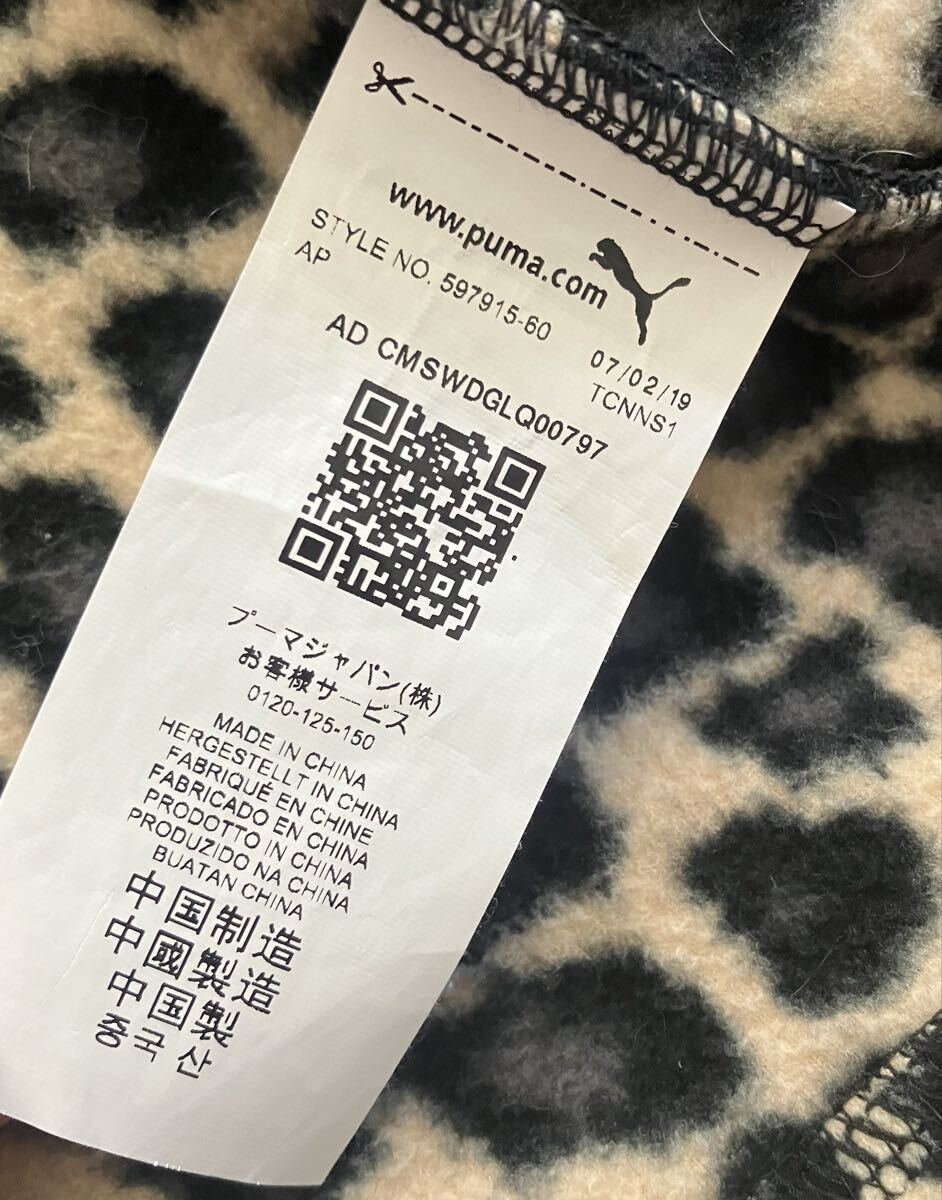 www.puma.com
STYLE NO. 597915-60
AP
07/02/19
TCNNS1
AD CMSWDGLQ00797
プーマジャパン(株)
お客様サービス
0120-125-150
MADE IN CHINA
HERGESTELLT IN CHINA
FABRIQUÉ EN CHINE
FABRICADO EN CHINA
PRODOTTO IN CHINA
PRODUZIDO NA CHINA
BUATAN CHINA
中国制造
中國製造
中国製
중국 산